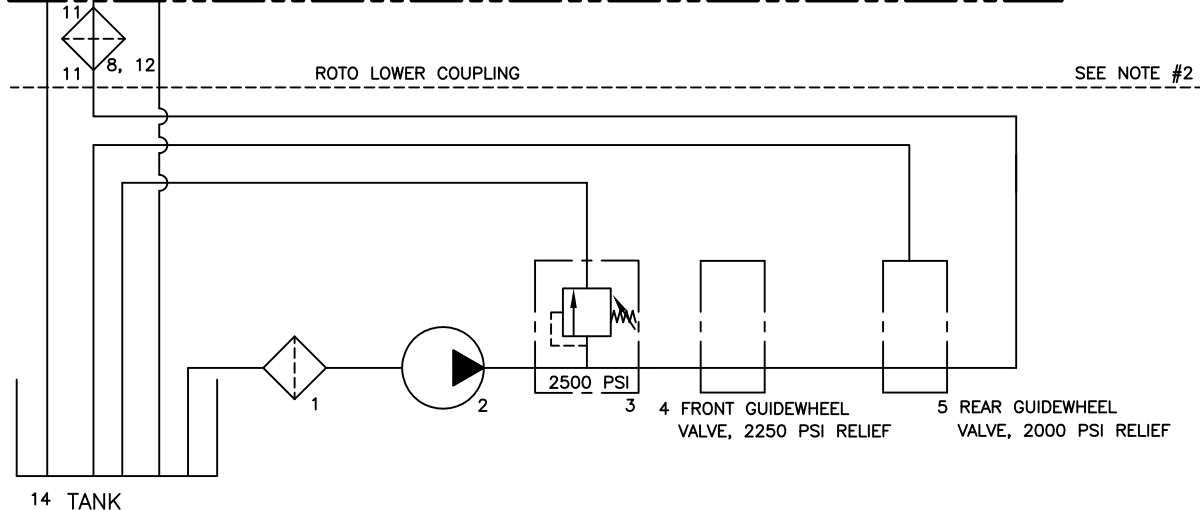 11
11 8, 12
ROTO LOWER COUPLING
SEE NOTE #2
1
2
2500 PSI
3
4 FRONT GUIDEWHEEL
VALVE, 2250 PSI RELIEF
5 REAR GUIDEWHEEL
VALVE, 2000 PSI RELIEF
14 TANK